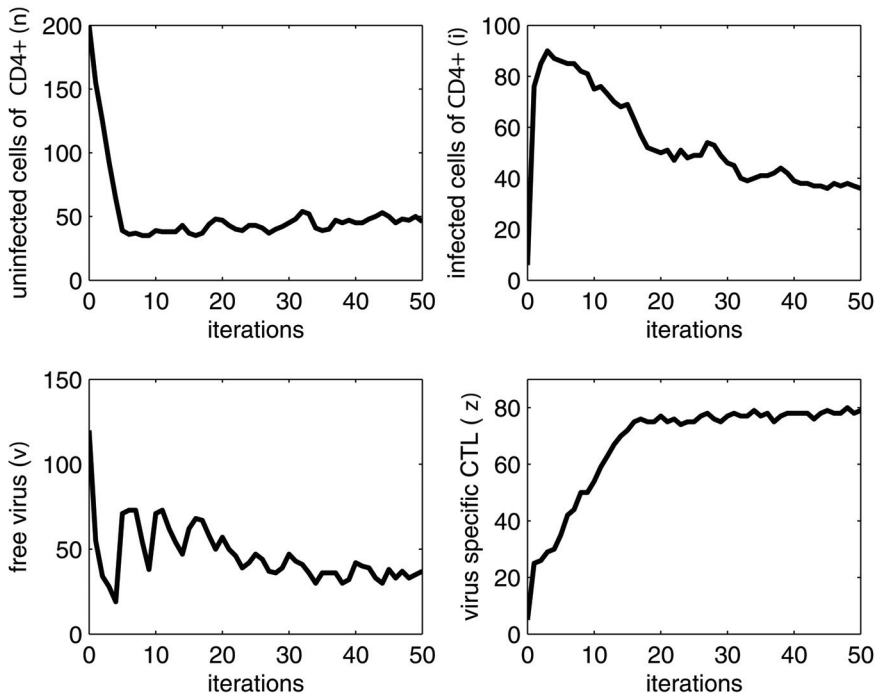 uninfected cells of CD4+ (n)
200
150
100
50
0
0 10 20 30 40 50
iterations
infected cells of CD4+ (i)
100
80
60
40
20
0
0 10 20 30 40 50
iterations
free virus (v)
150
100
50
0
0 10 20 30 40 50
iterations
virus specific CTL ( z)
80
60
40
20
0
0 10 20 30 40 50
iterations